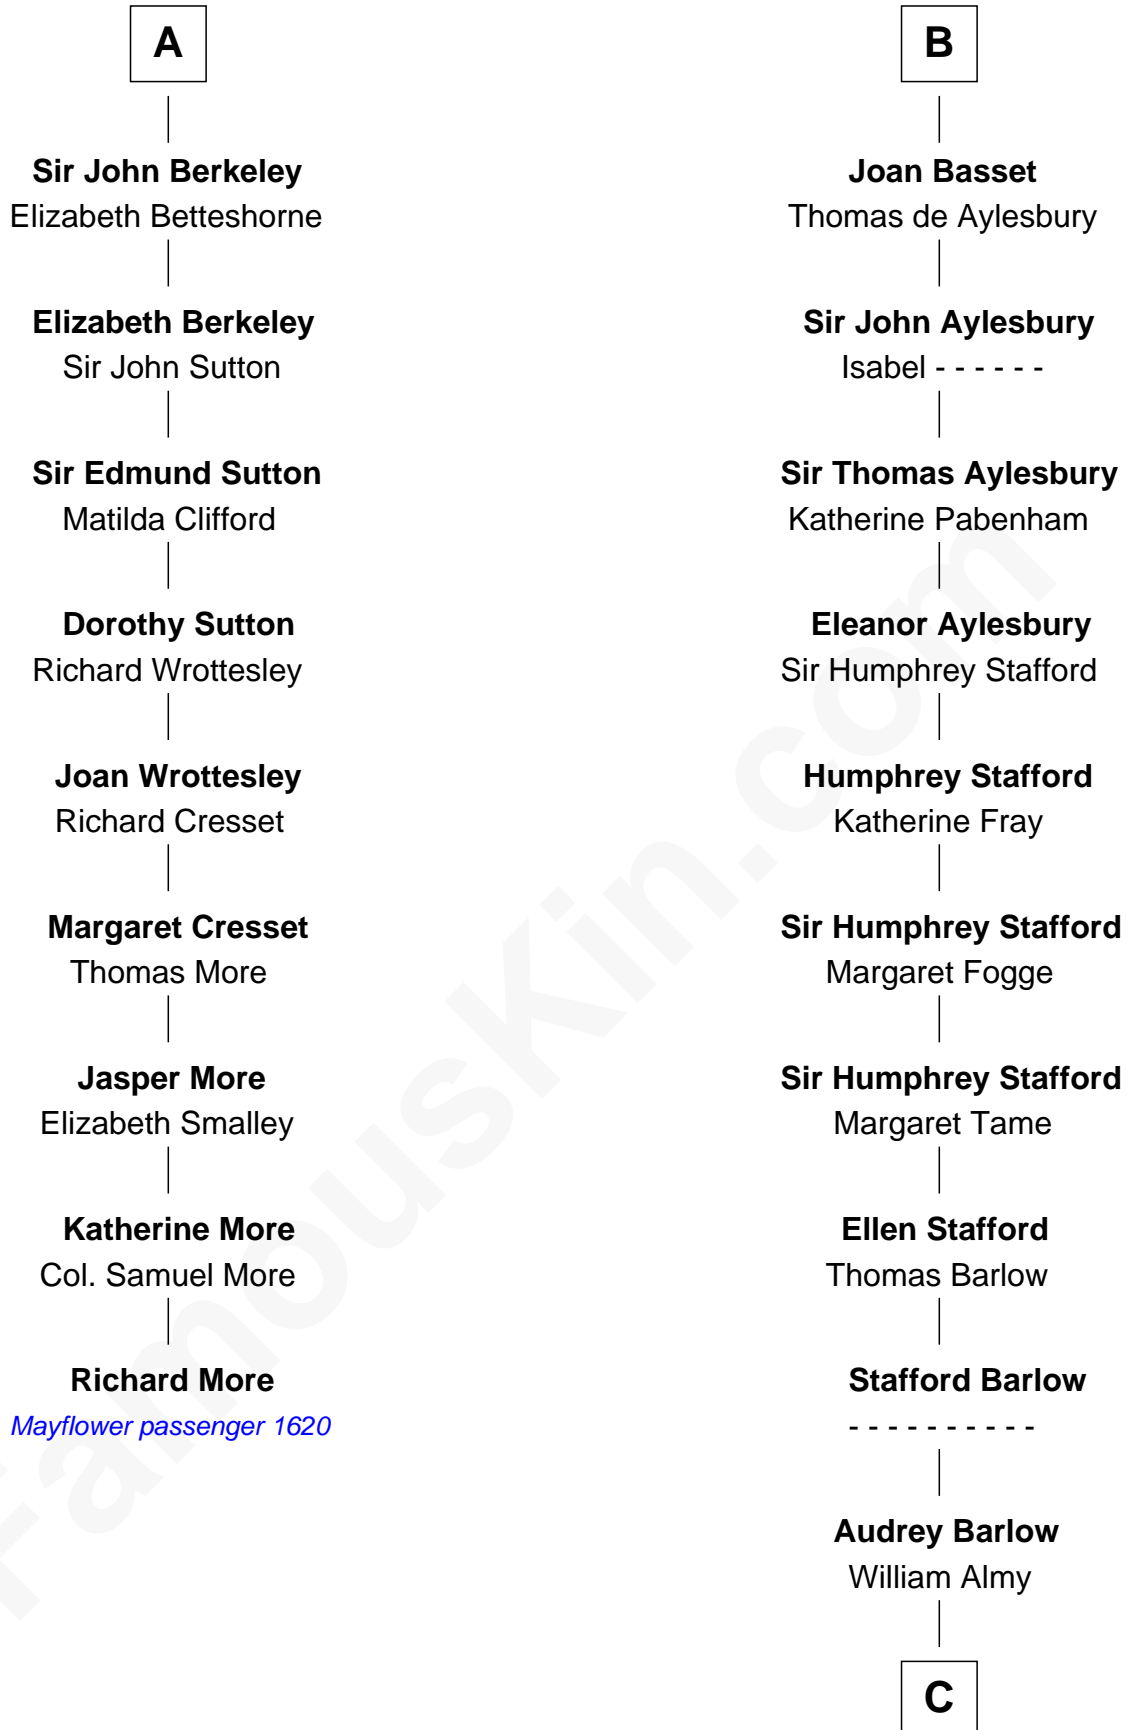 A
Sir John Berkeley
Elizabeth Betteshorne
Elizabeth Berkeley
Sir John Sutton
Sir Edmund Sutton
Matilda Clifford
Dorothy Sutton
Richard Wrottesley
Joan Wrottesley
Richard Cresset
Margaret Cresset
Thomas More
Jasper More
Elizabeth Smalley
Katherine More
Col. Samuel More
Richard More
Mayflower passenger 1620
B
Joan Basset
Thomas de Aylesbury
Sir John Aylesbury
Isabel - - - - - -
Sir Thomas Aylesbury
Katherine Pabenham
Eleanor Aylesbury
Sir Humphrey Stafford
Humphrey Stafford
Katherine Fray
Sir Humphrey Stafford
Margaret Fogge
Sir Humphrey Stafford
Margaret Tame
Ellen Stafford
Thomas Barlow
Stafford Barlow
- - - - - - - - - -
Audrey Barlow
William Almy
C
FamousKin.com